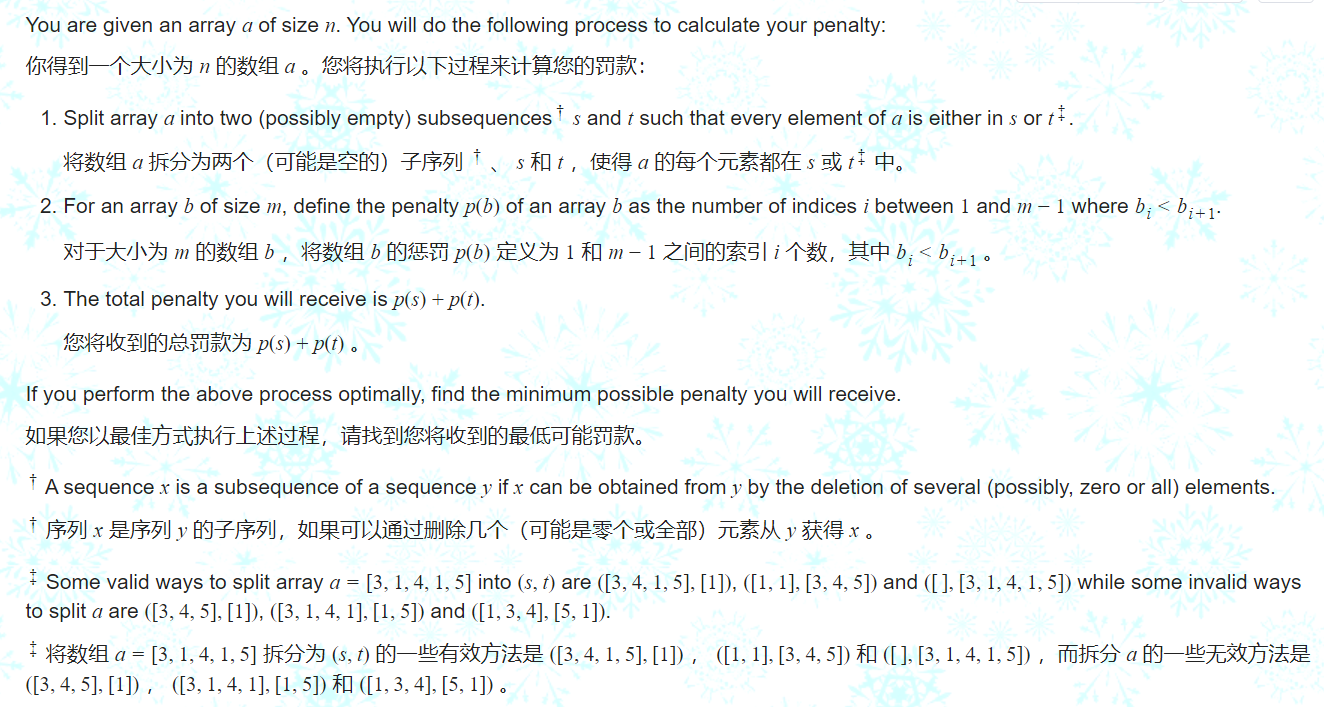 You are given an array a of size n. You will do the following process to calculate your penalty:
你得到一个大小为 n 的数组 a 。您将执行以下过程来计算您的罚款：
1. Split array a into two (possibly empty) subsequences† s and t such that every element of a is either in s or t‡.
将数组 a 拆分为两个（可能是空的）子序列 † 、 s 和 t ，使得 a 的每个元素都在 s 或 t‡ 中。
2. For an array b of size m, define the penalty p(b) of an array b as the number of indices i between 1 and m − 1 where b_i < b_{i+1}.
对于大小为 m 的数组 b ，将数组 b 的惩罚 p(b) 定义为 1 和 m − 1 之间的索引 i 个数，其中 b_i < b_{i+1} 。
3. The total penalty you will receive is p(s) + p(t).
您将收到的总罚款为 p(s) + p(t) 。
If you perform the above process optimally, find the minimum possible penalty you will receive.
如果您以最佳方式执行上述过程，请找到您将收到的最低可能罚款。
† A sequence x is a subsequence of a sequence y if x can be obtained from y by the deletion of several (possibly, zero or all) elements.
† 序列 x 是序列 y 的子序列，如果可以通过删除几个（可能是零个或全部）元素从 y 获得 x 。
‡ Some valid ways to split array a = [3, 1, 4, 1, 5] into (s, t) are ([3, 4, 1, 5], [1]), ([1, 1], [3, 4, 5]) and ([ ], [3, 1, 4, 1, 5]) while some invalid ways
to split a are ([3, 4, 5], [1]), ([3, 1, 4, 1], [1, 5]) and ([1, 3, 4], [5, 1]).
‡ 将数组 a = [3, 1, 4, 1, 5] 拆分为 (s, t) 的一些有效方法是 ([3, 4, 1, 5], [1]) ， ([1, 1], [3, 4, 5]) 和 ([ ], [3, 1, 4, 1, 5]) ，而拆分 a 的一些无效方法是
([3, 4, 5], [1]) ， ([3, 1, 4, 1], [1, 5]) 和 ([1, 3, 4], [5, 1]) 。